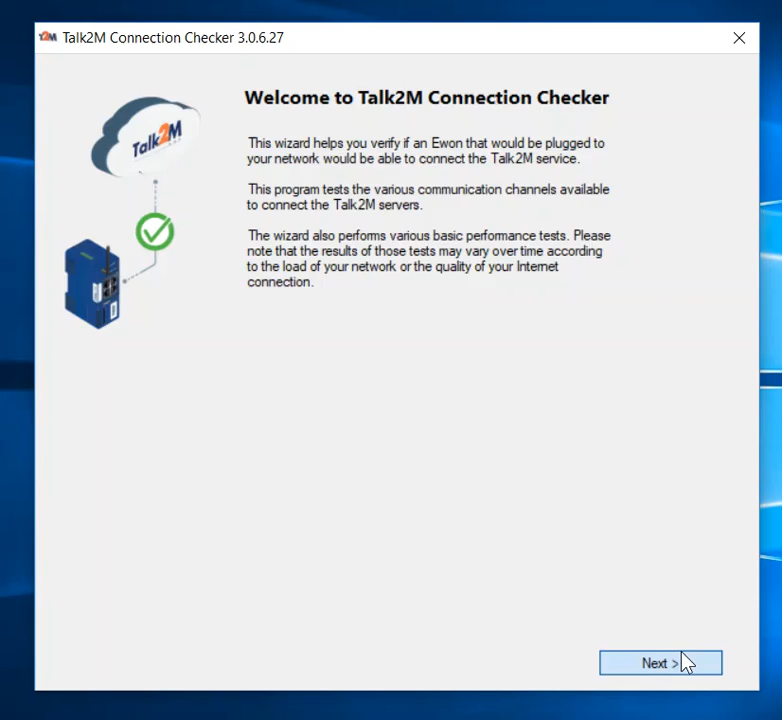 Talk2M Connection Checker 3.0.6.27
Welcome to Talk2M Connection Checker
This wizard helps you verify if an Ewon that would be plugged to
your network would be able to connect the Talk2M service.
This program tests the various communication channels available
to connect the Talk2M servers.
The wizard also performs various basic performance tests. Please
note that the results of those tests may vary over time according
to the load of your network or the quality of your Internet
connection.
Talk2M
Next >